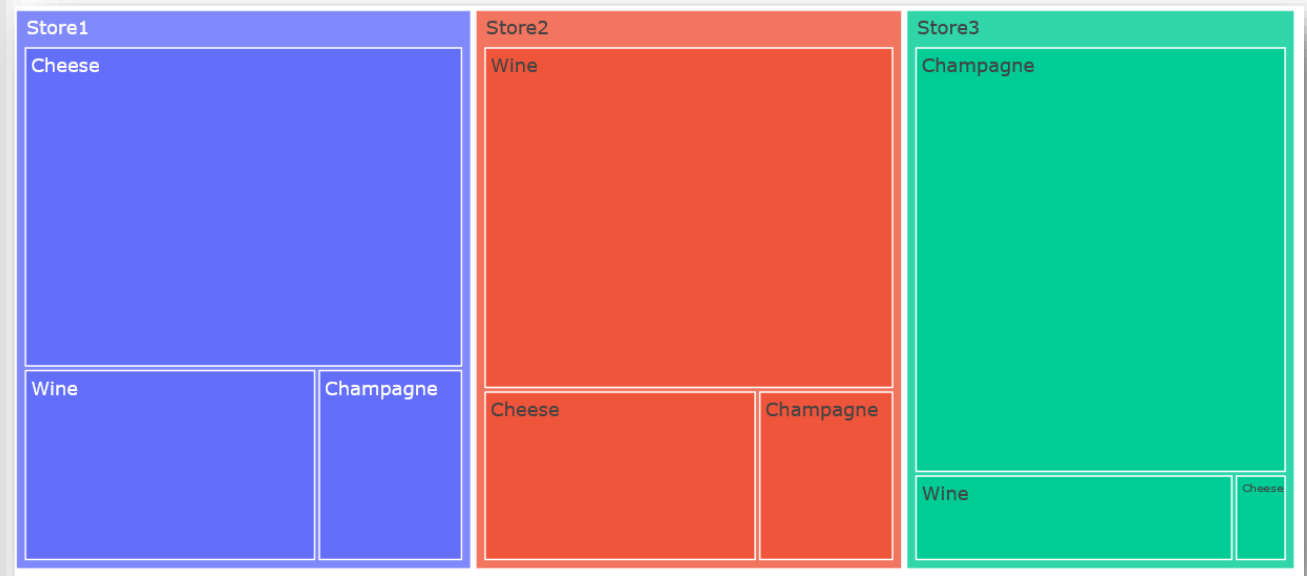 Store1
Cheese
Wine
Champagne
Store2
Wine
Cheese
Champagne
Store3
Champagne
Wine
Cheese